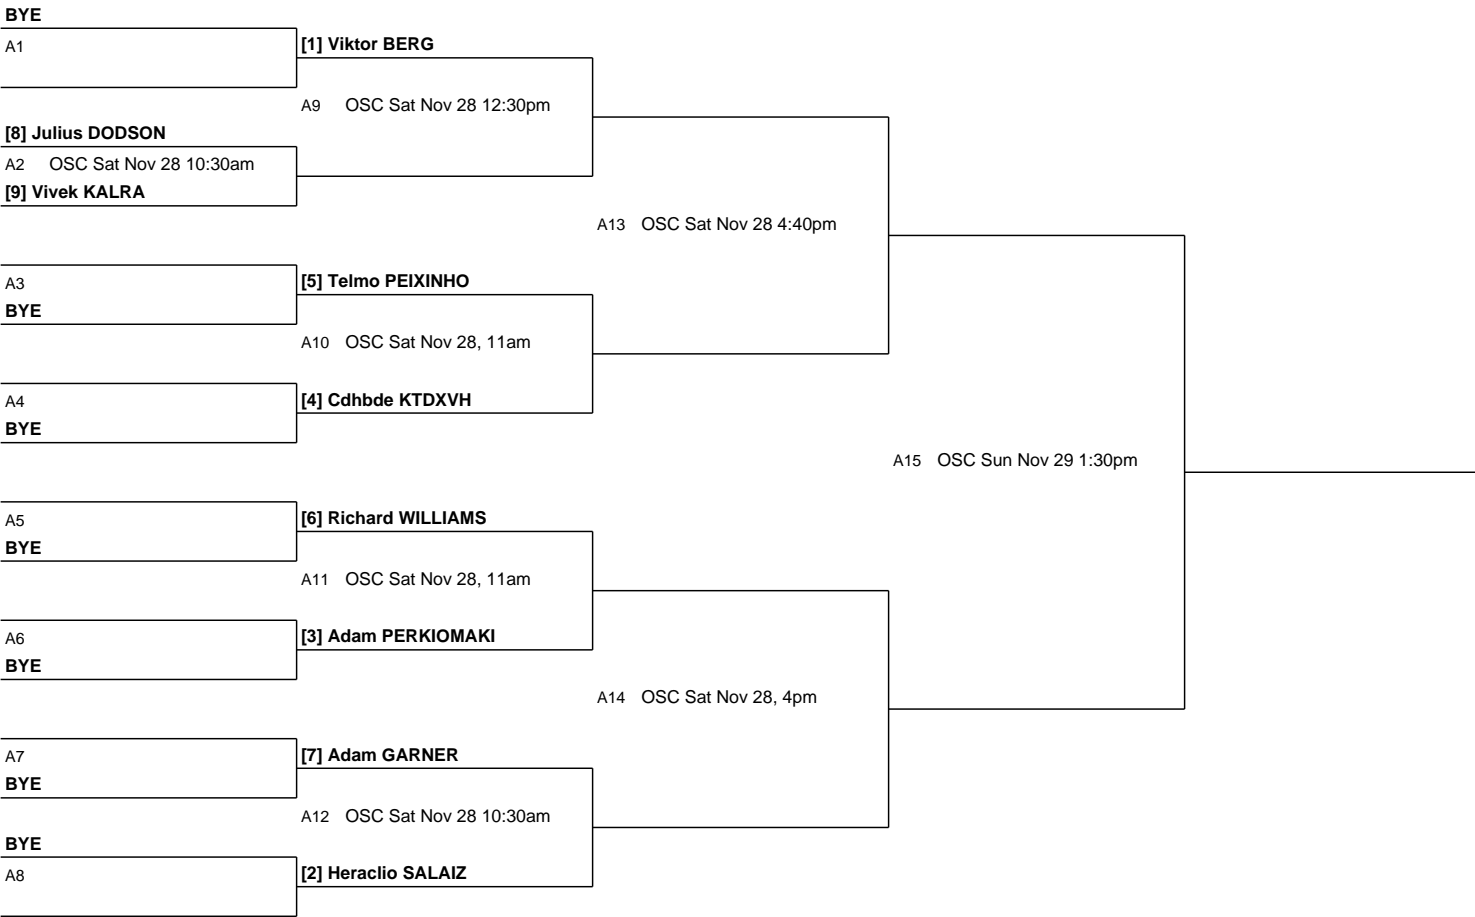 BYE
A1
[1] Viktor BERG
A9 OSC Sat Nov 28 12:30pm
[8] Julius DODSON
A2 OSC Sat Nov 28 10:30am
[9] Vivek KALRA
A13 OSC Sat Nov 28 4:40pm
A3
[5] Telmo PEIXINHO
BYE
A10 OSC Sat Nov 28, 11am
A4
[4] Cdhbde KTDXVH
BYE
A15 OSC Sun Nov 29 1:30pm
A5
[6] Richard WILLIAMS
BYE
A11 OSC Sat Nov 28, 11am
A6
[3] Adam PERKIOMAKI
BYE
A14 OSC Sat Nov 28, 4pm
A7
[7] Adam GARNER
BYE
A12 OSC Sat Nov 28 10:30am
BYE
A8
[2] Heraclio SALAIZ